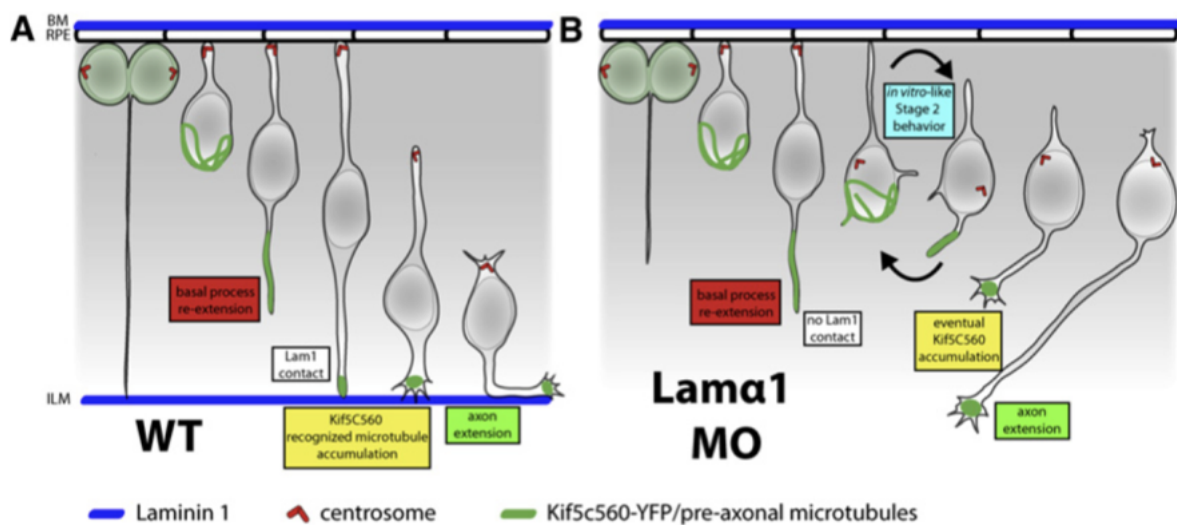 A
BM
RPE
basal process
re-extension
Lam1
contact
ILM
WT
Kif5C560
recognized microtubule
accumulation
axon
extension
B
in vitro-like
Stage 2
behavior
basal process
re-extension
no Lam1
contact
eventual
Kif5C560
accumulation
Lamα1
MO
axon
extension
Laminin 1
centrosome
Kif5c560-YFP/pre-axonal microtubules